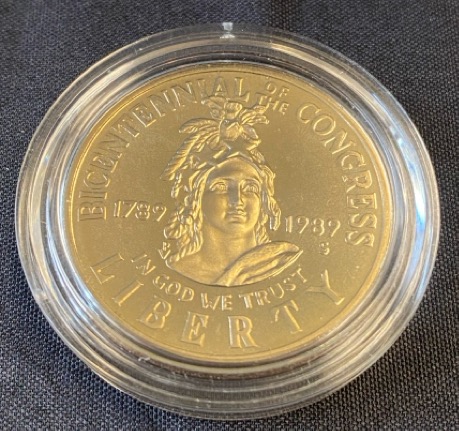 BICENTENNIAL OF THE CONGRESS
1789
1989
S
IN GOD WE TRUST
LIBERTY